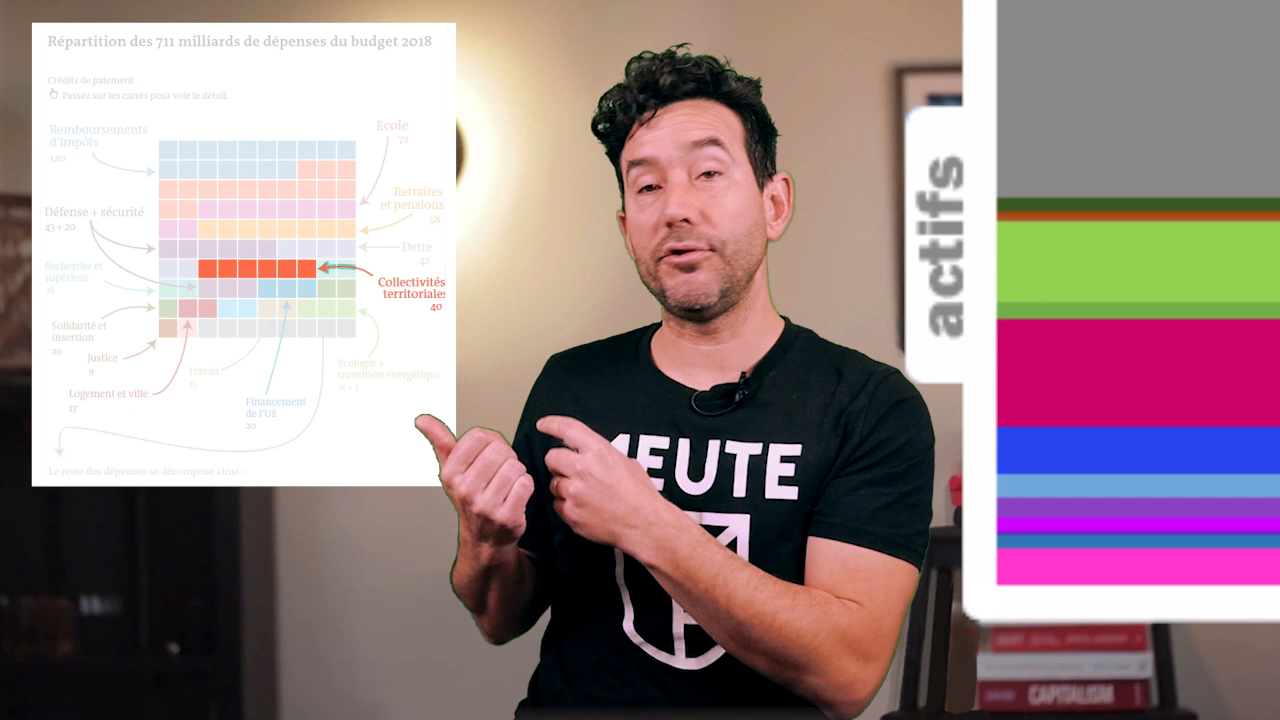 Répartition des 711 milliards de dépenses du budget 2018
Crédits de paiement
Passez sur les carrés pour voir le détail.
Remboursements
d'impôts
120
Ecole
72
Retraites
et pensions
58
Défense + sécurité
43 + 20
Dette
42
Recherche et
supérieur
28
Collectivités
territoriales
40
Solidarité et
insertion
20
Justice
9
Travail
15
Ecologie +
transition énergétique
11 + 7
Logement et ville
17
Financement
de l'UE
20
Le reste des dépenses se décompose ainsi :
actifs
MEUTE
CAPITALISM